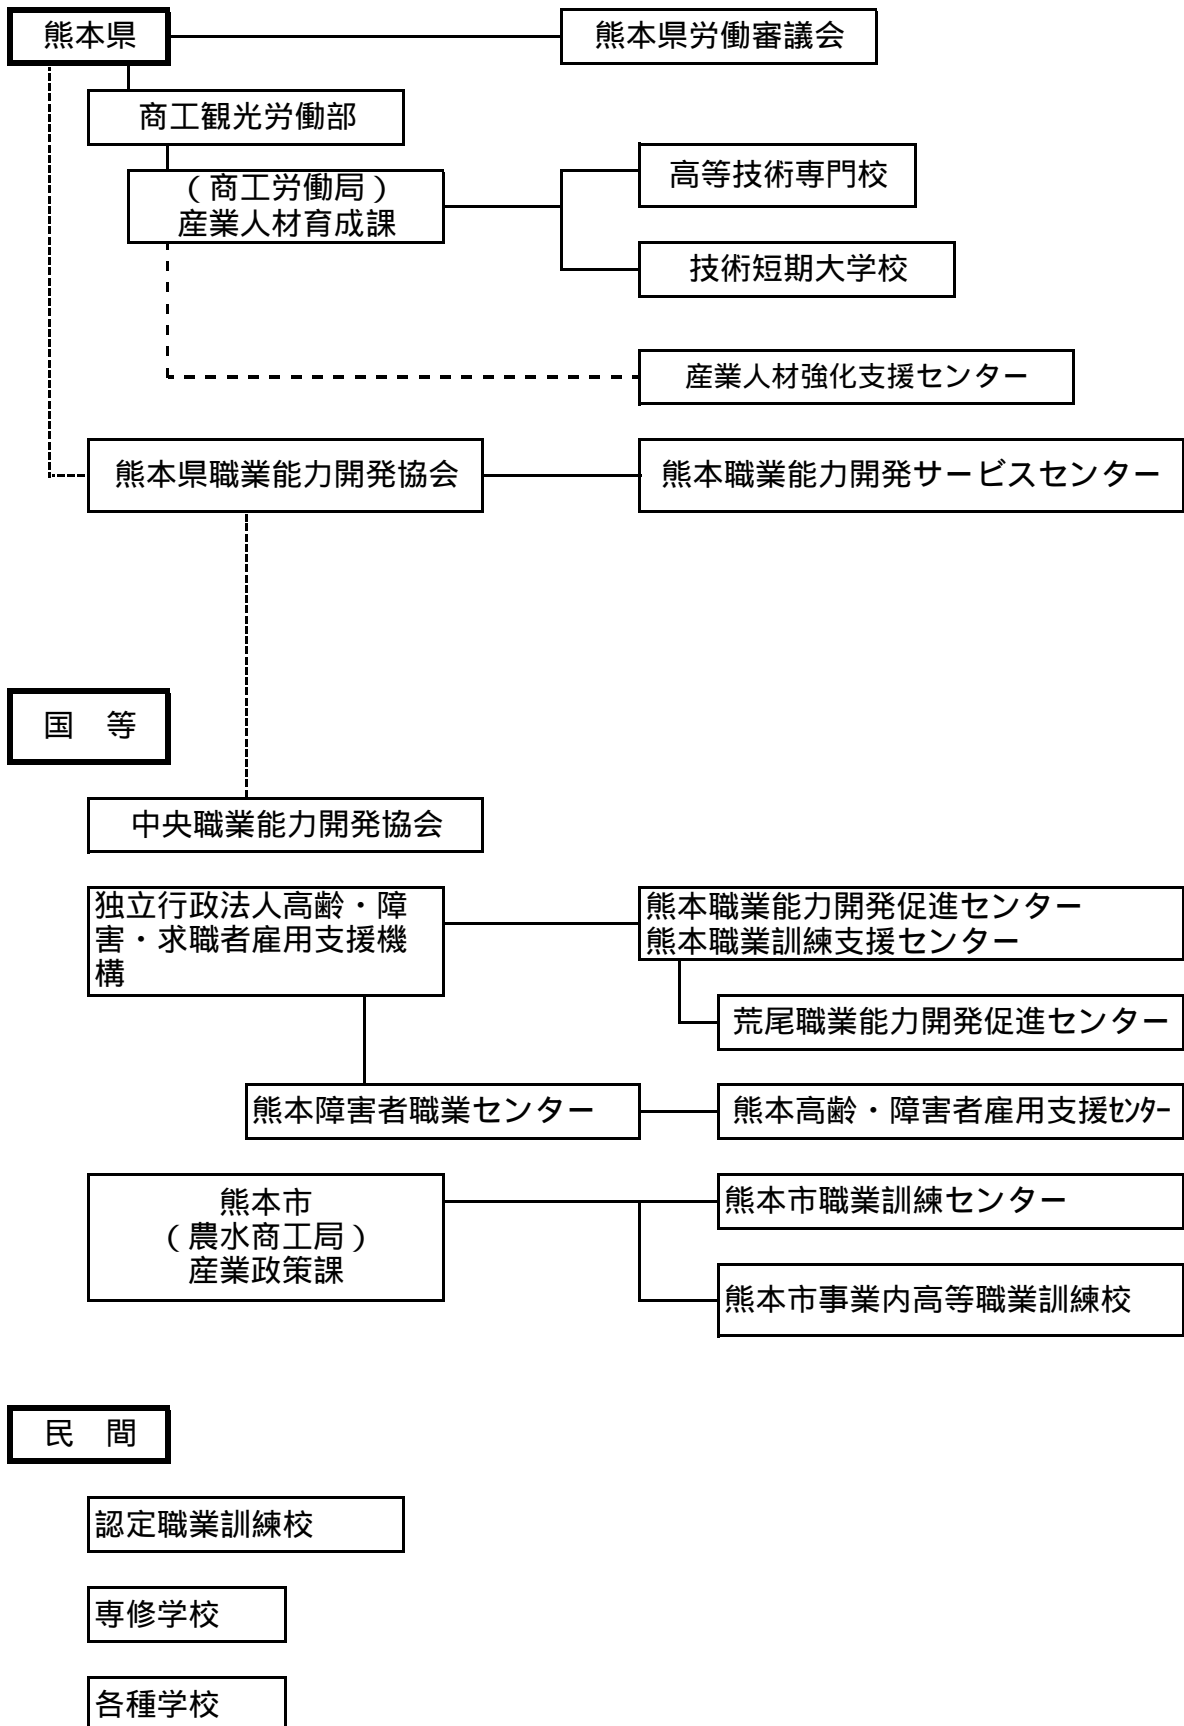 熊本県
熊本県労働審議会
商工観光労働部
（商工労働局）
産業人材育成課
高等技術専門校
技術短期大学校
産業人材強化支援センター
熊本県職業能力開発協会
熊本職業能力開発サービスセンター
国　等
中央職業能力開発協会
独立行政法人高齢・障
害・求職者雇用支援機
構
熊本職業能力開発促進センター
熊本職業訓練支援センター
荒尾職業能力開発促進センター
熊本障害者職業センター
熊本高齢・障害者雇用支援ｾﾝﾀｰ
熊本市
（農水商工局）
産業政策課
熊本市職業訓練センター
熊本市事業内高等職業訓練校
民　間
認定職業訓練校
専修学校
各種学校